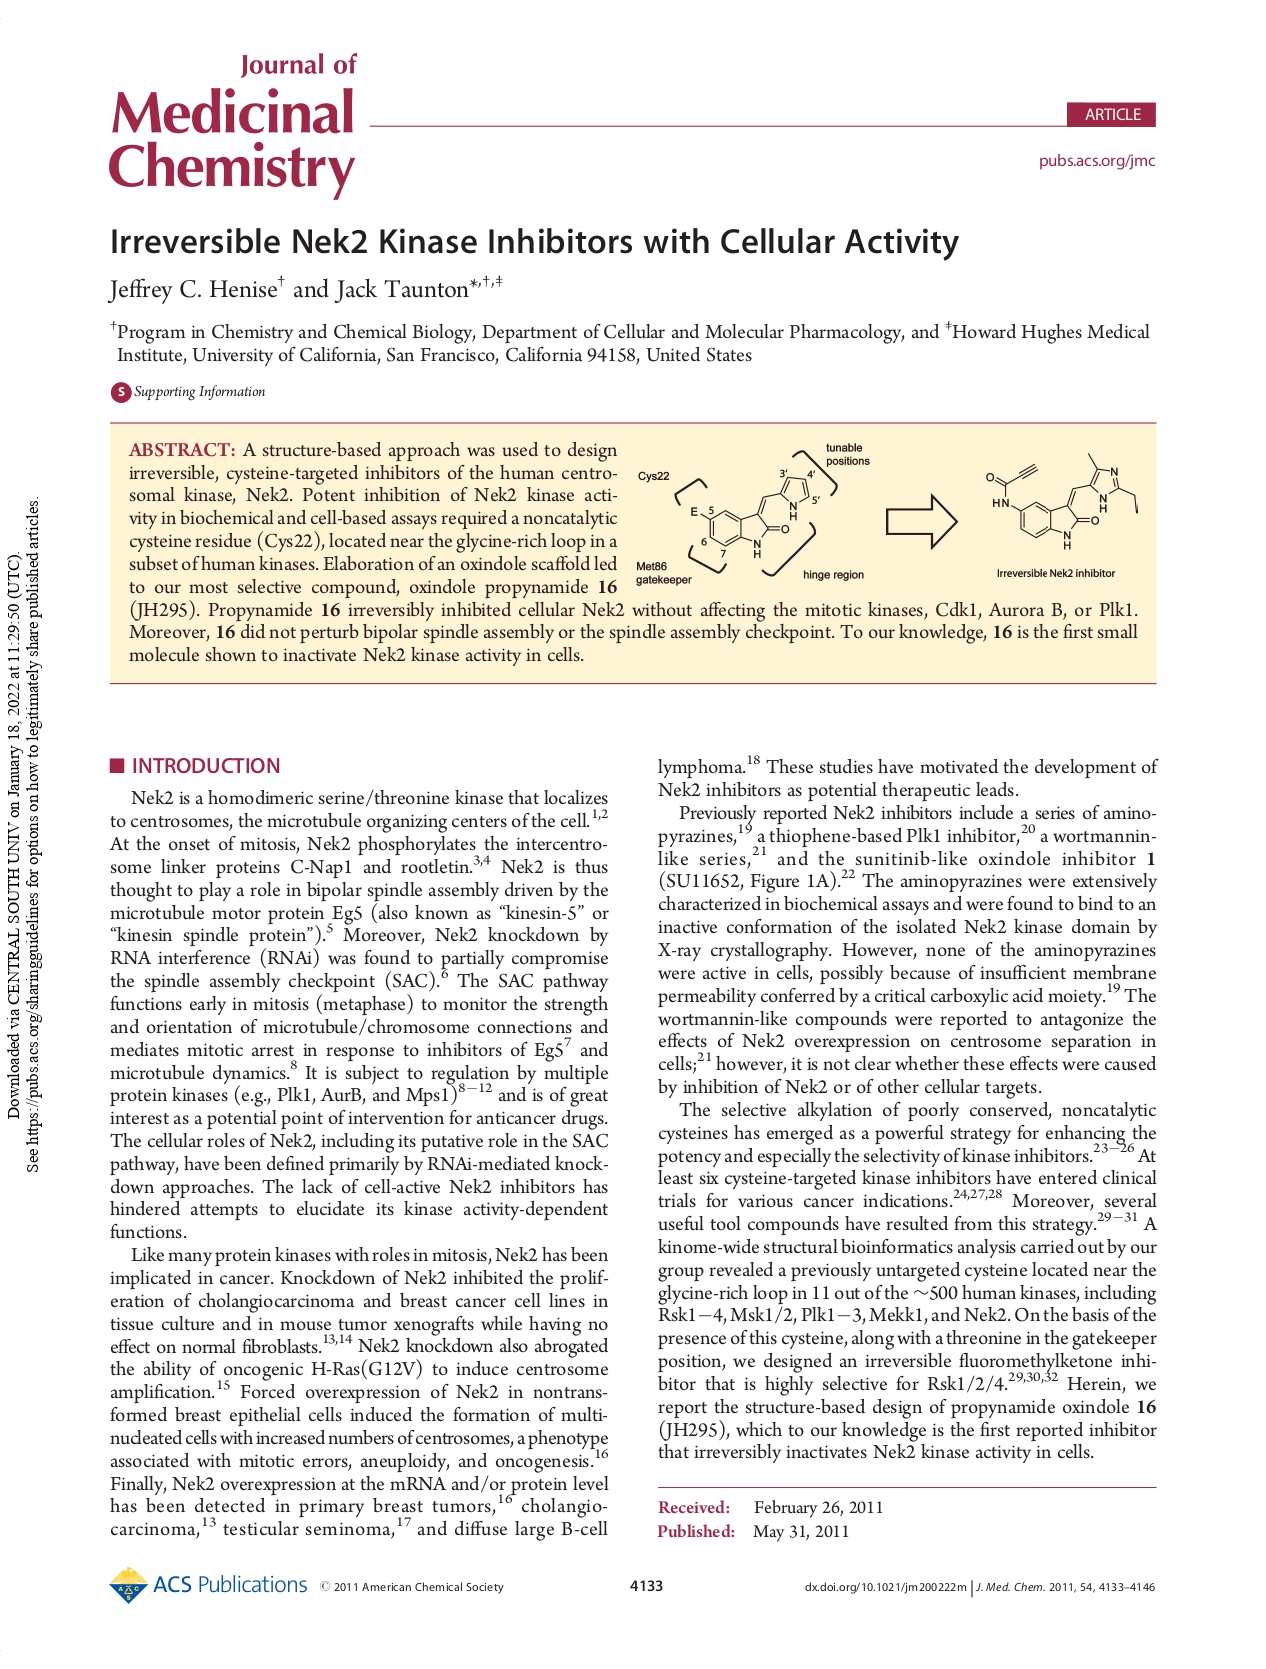 Journal of
Medicinal
Chemistry
ARTICLE
pubs.acs.org/jmc
Irreversible Nek2 Kinase Inhibitors with Cellular Activity
Jeffrey C. Henise† and Jack Taunton*,†,‡
†Program in Chemistry and Chemical Biology, Department of Cellular and Molecular Pharmacology, and ‡Howard Hughes Medical
Institute, University of California, San Francisco, California 94158, United States
S Supporting Information
ABSTRACT: A structure-based approach was used to design
irreversible, cysteine-targeted inhibitors of the human centro-
somal kinase, Nek2. Potent inhibition of Nek2 kinase acti-
vity in biochemical and cell-based assays required a noncatalytic
cysteine residue (Cys22), located near the glycine-rich loop in a
subset of human kinases. Elaboration of an oxindole scaffold led
to our most selective compound, oxindole propynamide 16
(JH295). Propynamide 16 irreversibly inhibited cellular Nek2 without affecting the mitotic kinases, Cdk1, Aurora B, or Plk1.
Moreover, 16 did not perturb bipolar spindle assembly or the spindle assembly checkpoint. To our knowledge, 16 is the first small
molecule shown to inactivate Nek2 kinase activity in cells.
tunable
positions
Cys22
3'
4'
5'
E
5
N
H
O
6
7
N
H
Met86
gatekeeper
hinge region
O
HN
N
N
H
O
N
H
Irreversible Nek2 inhibitor
INTRODUCTION
Nek2 is a homodimeric serine/threonine kinase that localizes
to centrosomes, the microtubule organizing centers of the cell.1,2
At the onset of mitosis, Nek2 phosphorylates the intercentro-
some linker proteins C-Nap1 and rootletin.3,4 Nek2 is thus
thought to play a role in bipolar spindle assembly driven by the
microtubule motor protein Eg5 (also known as “kinesin-5” or
“kinesin spindle protein”).5 Moreover, Nek2 knockdown by
RNA interference (RNAi) was found to partially compromise
the spindle assembly checkpoint (SAC).6 The SAC pathway
functions early in mitosis (metaphase) to monitor the strength
and orientation of microtubule/chromosome connections and
mediates mitotic arrest in response to inhibitors of Eg57 and
microtubule dynamics.8 It is subject to regulation by multiple
protein kinases (e.g., Plk1, AurB, and Mps1)8−12 and is of great
interest as a potential point of intervention for anticancer drugs.
The cellular roles of Nek2, including its putative role in the SAC
pathway, have been defined primarily by RNAi-mediated knock-
down approaches. The lack of cell-active Nek2 inhibitors has
hindered attempts to elucidate its kinase activity-dependent
functions.
Like many protein kinases with roles in mitosis, Nek2 has been
implicated in cancer. Knockdown of Nek2 inhibited the prolif-
eration of cholangiocarcinoma and breast cancer cell lines in
tissue culture and in mouse tumor xenografts while having no
effect on normal fibroblasts.13,14 Nek2 knockdown also abrogated
the ability of oncogenic H-Ras(G12V) to induce centrosome
amplification.15 Forced overexpression of Nek2 in nontrans-
formed breast epithelial cells induced the formation of multi-
nucleated cells with increased numbers of centrosomes, a phenotype
associated with mitotic errors, aneuploidy, and oncogenesis.16
Finally, Nek2 overexpression at the mRNA and/or protein level
has been detected in primary breast tumors,16 cholangio-
carcinoma,13 testicular seminoma,17 and diffuse large B-cell
lymphoma.18 These studies have motivated the development of
Nek2 inhibitors as potential therapeutic leads.
Previously reported Nek2 inhibitors include a series of amino-
pyrazines,19 a thiophene-based Plk1 inhibitor,20 a wortmannin-
like series,21 and the sunitinib-like oxindole inhibitor 1
(SU11652, Figure 1A).22 The aminopyrazines were extensively
characterized in biochemical assays and were found to bind to an
inactive conformation of the isolated Nek2 kinase domain by
X-ray crystallography. However, none of the aminopyrazines
were active in cells, possibly because of insufficient membrane
permeability conferred by a critical carboxylic acid moiety.19 The
wortmannin-like compounds were reported to antagonize the
effects of Nek2 overexpression on centrosome separation in
cells;21 however, it is not clear whether these effects were caused
by inhibition of Nek2 or of other cellular targets.
The selective alkylation of poorly conserved, noncatalytic
cysteines has emerged as a powerful strategy for enhancing the
potency and especially the selectivity of kinase inhibitors.23−26 At
least six cysteine-targeted kinase inhibitors have entered clinical
trials for various cancer indications.24,27,28 Moreover, several
useful tool compounds have resulted from this strategy.29−31 A
kinome-wide structural bioinformatics analysis carried out by our
group revealed a previously untargeted cysteine located near the
glycine-rich loop in 11 out of the ∼500 human kinases, including
Rsk1−4, Msk1/2, Plk1−3, Mekk1, and Nek2. On the basis of the
presence of this cysteine, along with a threonine in the gatekeeper
position, we designed an irreversible fluoromethylketone inhi-
bitor that is highly selective for Rsk1/2/4.29,30,32 Herein, we
report the structure-based design of propynamide oxindole 16
(JH295), which to our knowledge is the first reported inhibitor
that irreversibly inactivates Nek2 kinase activity in cells.
Received: February 26, 2011
Published: May 31, 2011
ACS Publications © 2011 American Chemical Society
4133
dx.doi.org/10.1021/jm200222m | J. Med. Chem. 2011, 54, 4133–4146
Downloaded via CENTRAL SOUTH UNIV on January 18, 2022 at 11:29:50 (UTC).
See https://pubs.acs.org/sharingguidelines for options on how to legitimately share published articles.